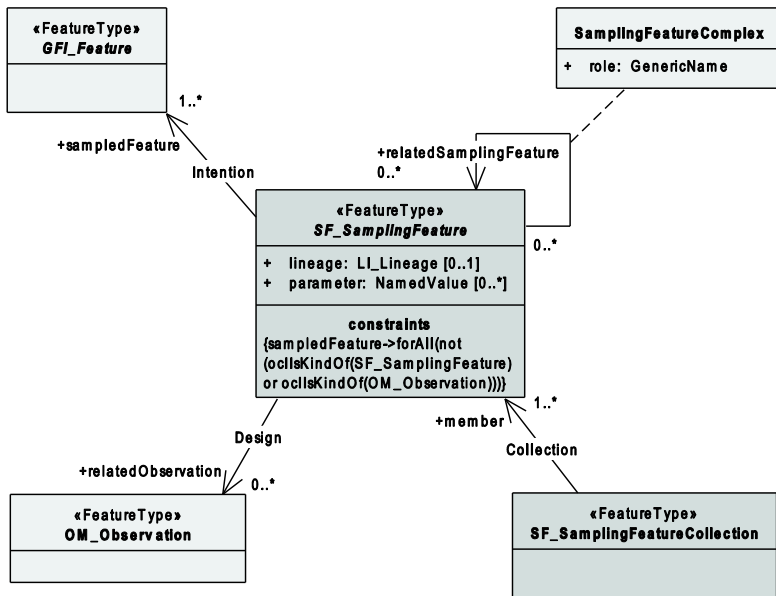 «FeatureType»
GFI_Feature
SamplingFeatureComplex
+ role: GenericName
1..*
+sampledFeature
Intention
+relatedSamplingFeature
0..*
«FeatureType»
SF_SamplingFeature
0..*
+ lineage: LI_Lineage [0..1]
+ parameter: NamedValue [0..*]
constraints
{sampledFeature->forAll(not
(oclIsKindOf(SF_SamplingFeature)
or oclIsKindOf(OM_Observation)))}
1..*
+member
Design
Collection
+relatedObservation
0..*
«FeatureType»
OM_Observation
«FeatureType»
SF_SamplingFeatureCollection